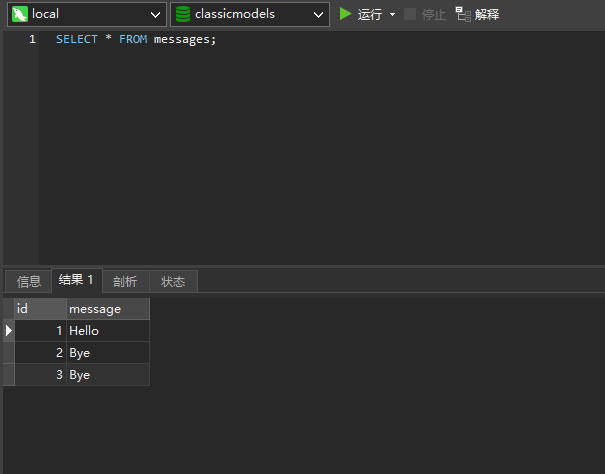 local classicmodels 运行 停止 解释
1 SELECT * FROM messages;
信息 结果 1 剖析 状态
id message
1 Hello
2 Bye
3 Bye